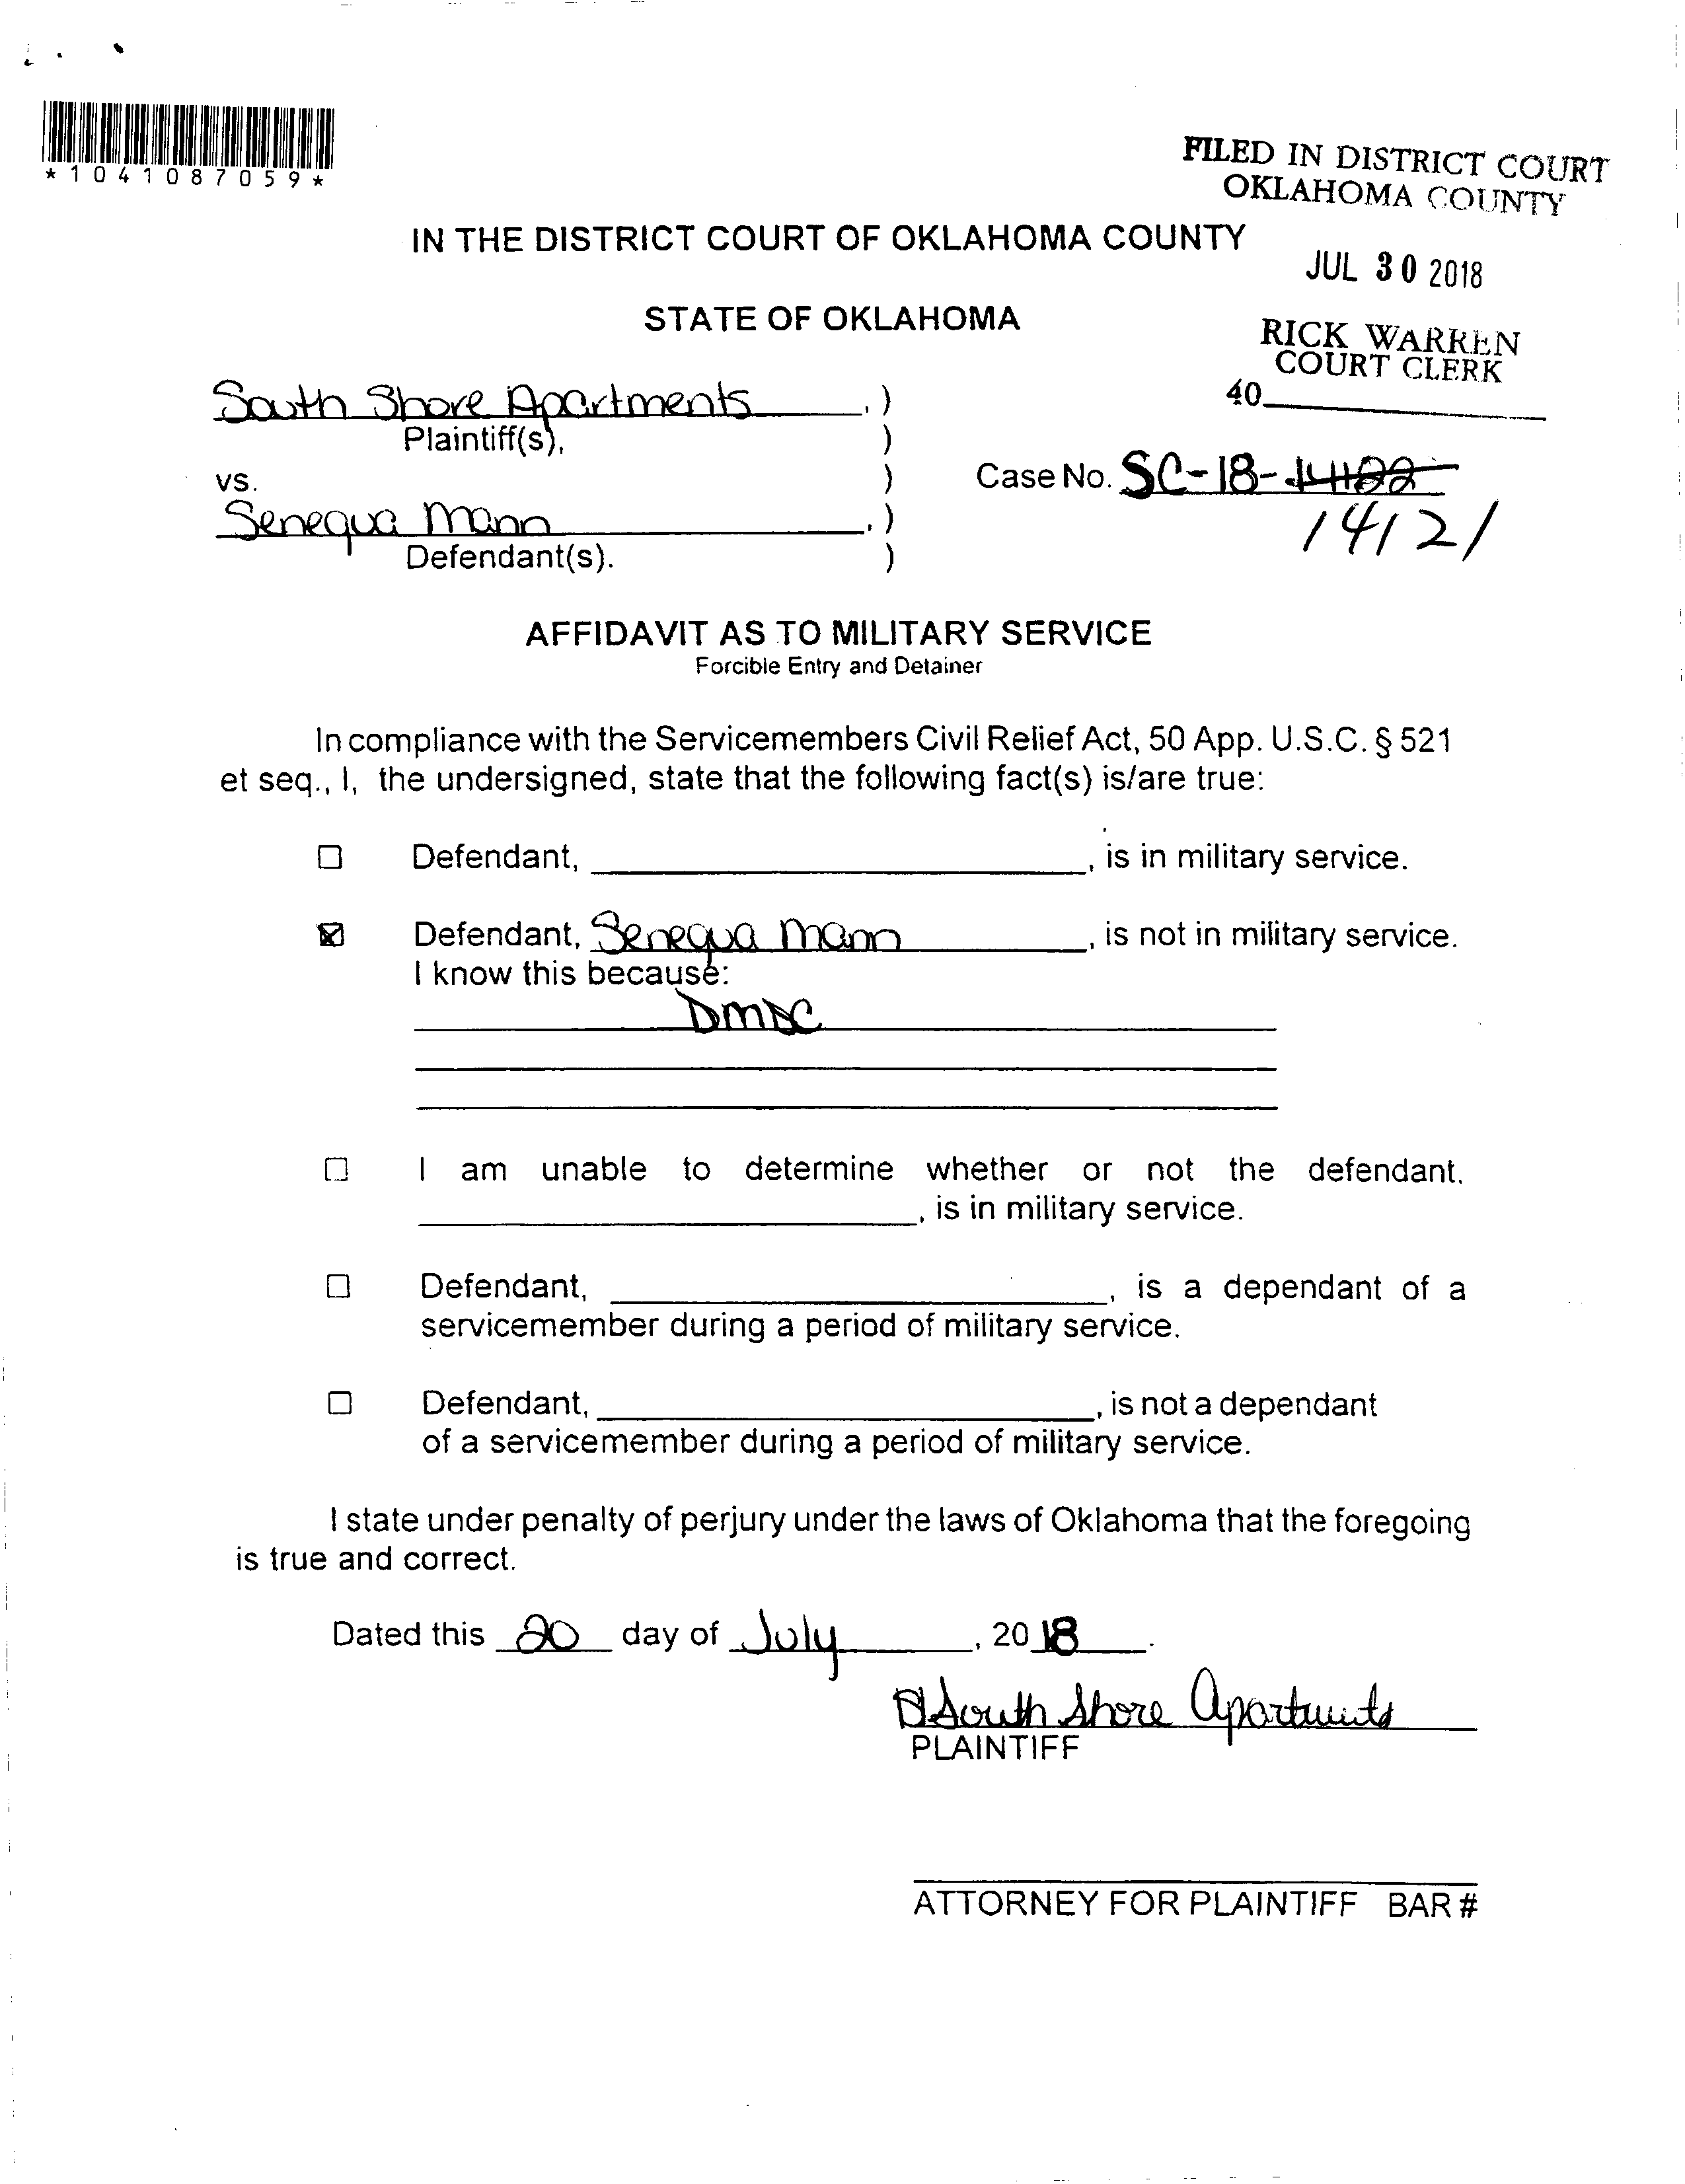 *1041087059*
FILED IN DISTRICT COURT
OKLAHOMA COUNTY
IN THE DISTRICT COURT OF OKLAHOMA COUNTY
JUL 30 2018
STATE OF OKLAHOMA
RICK WARREN
COURT CLERK
40
South Shore Apartments , )
Plaintiff(s), )
vs. ) Case No. SC-18-14122
14121
Senequa Mann , )
Defendant(s). )
AFFIDAVIT AS TO MILITARY SERVICE
Forcible Entry and Detainer
In compliance with the Servicemembers Civil Relief Act, 50 App. U.S.C. § 521
et seq., I, the undersigned, state that the following fact(s) is/are true:
☐ Defendant, , is in military service.
☒ Defendant, Senequa Mann , is not in military service.
I know this because:
DMDC
☐ I am unable to determine whether or not the defendant.
, is in military service.
☐ Defendant, , is a dependant of a
servicemember during a period of military service.
☐ Defendant, , is not a dependant
of a servicemember during a period of military service.
I state under penalty of perjury under the laws of Oklahoma that the foregoing
is true and correct.
Dated this 20 day of July , 20 18 .
South Shore Apartments
PLAINTIFF
ATTORNEY FOR PLAINTIFF BAR #